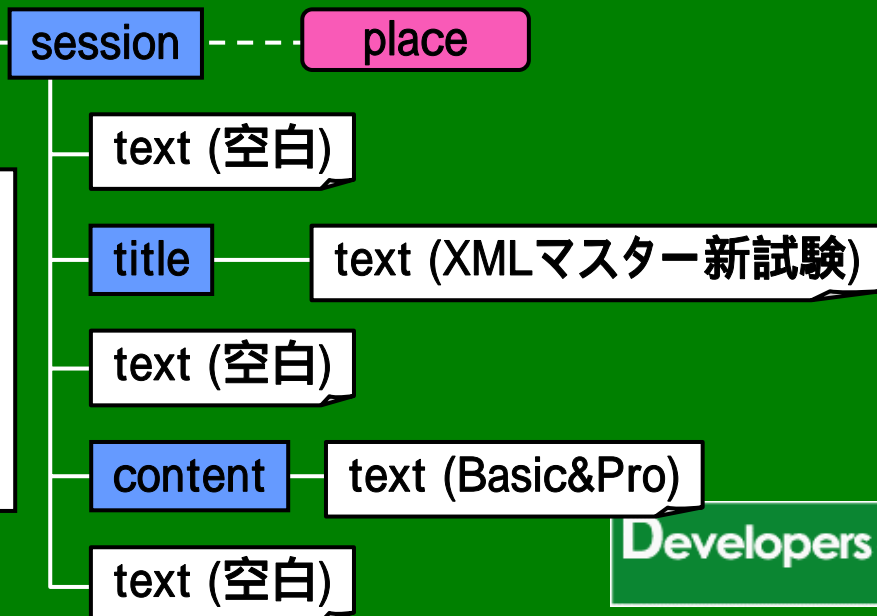 session
place
text (空白)
title
text (XMLマスター新試験)
text (空白)
content
text (Basic&Pro)
Developers
text (空白)